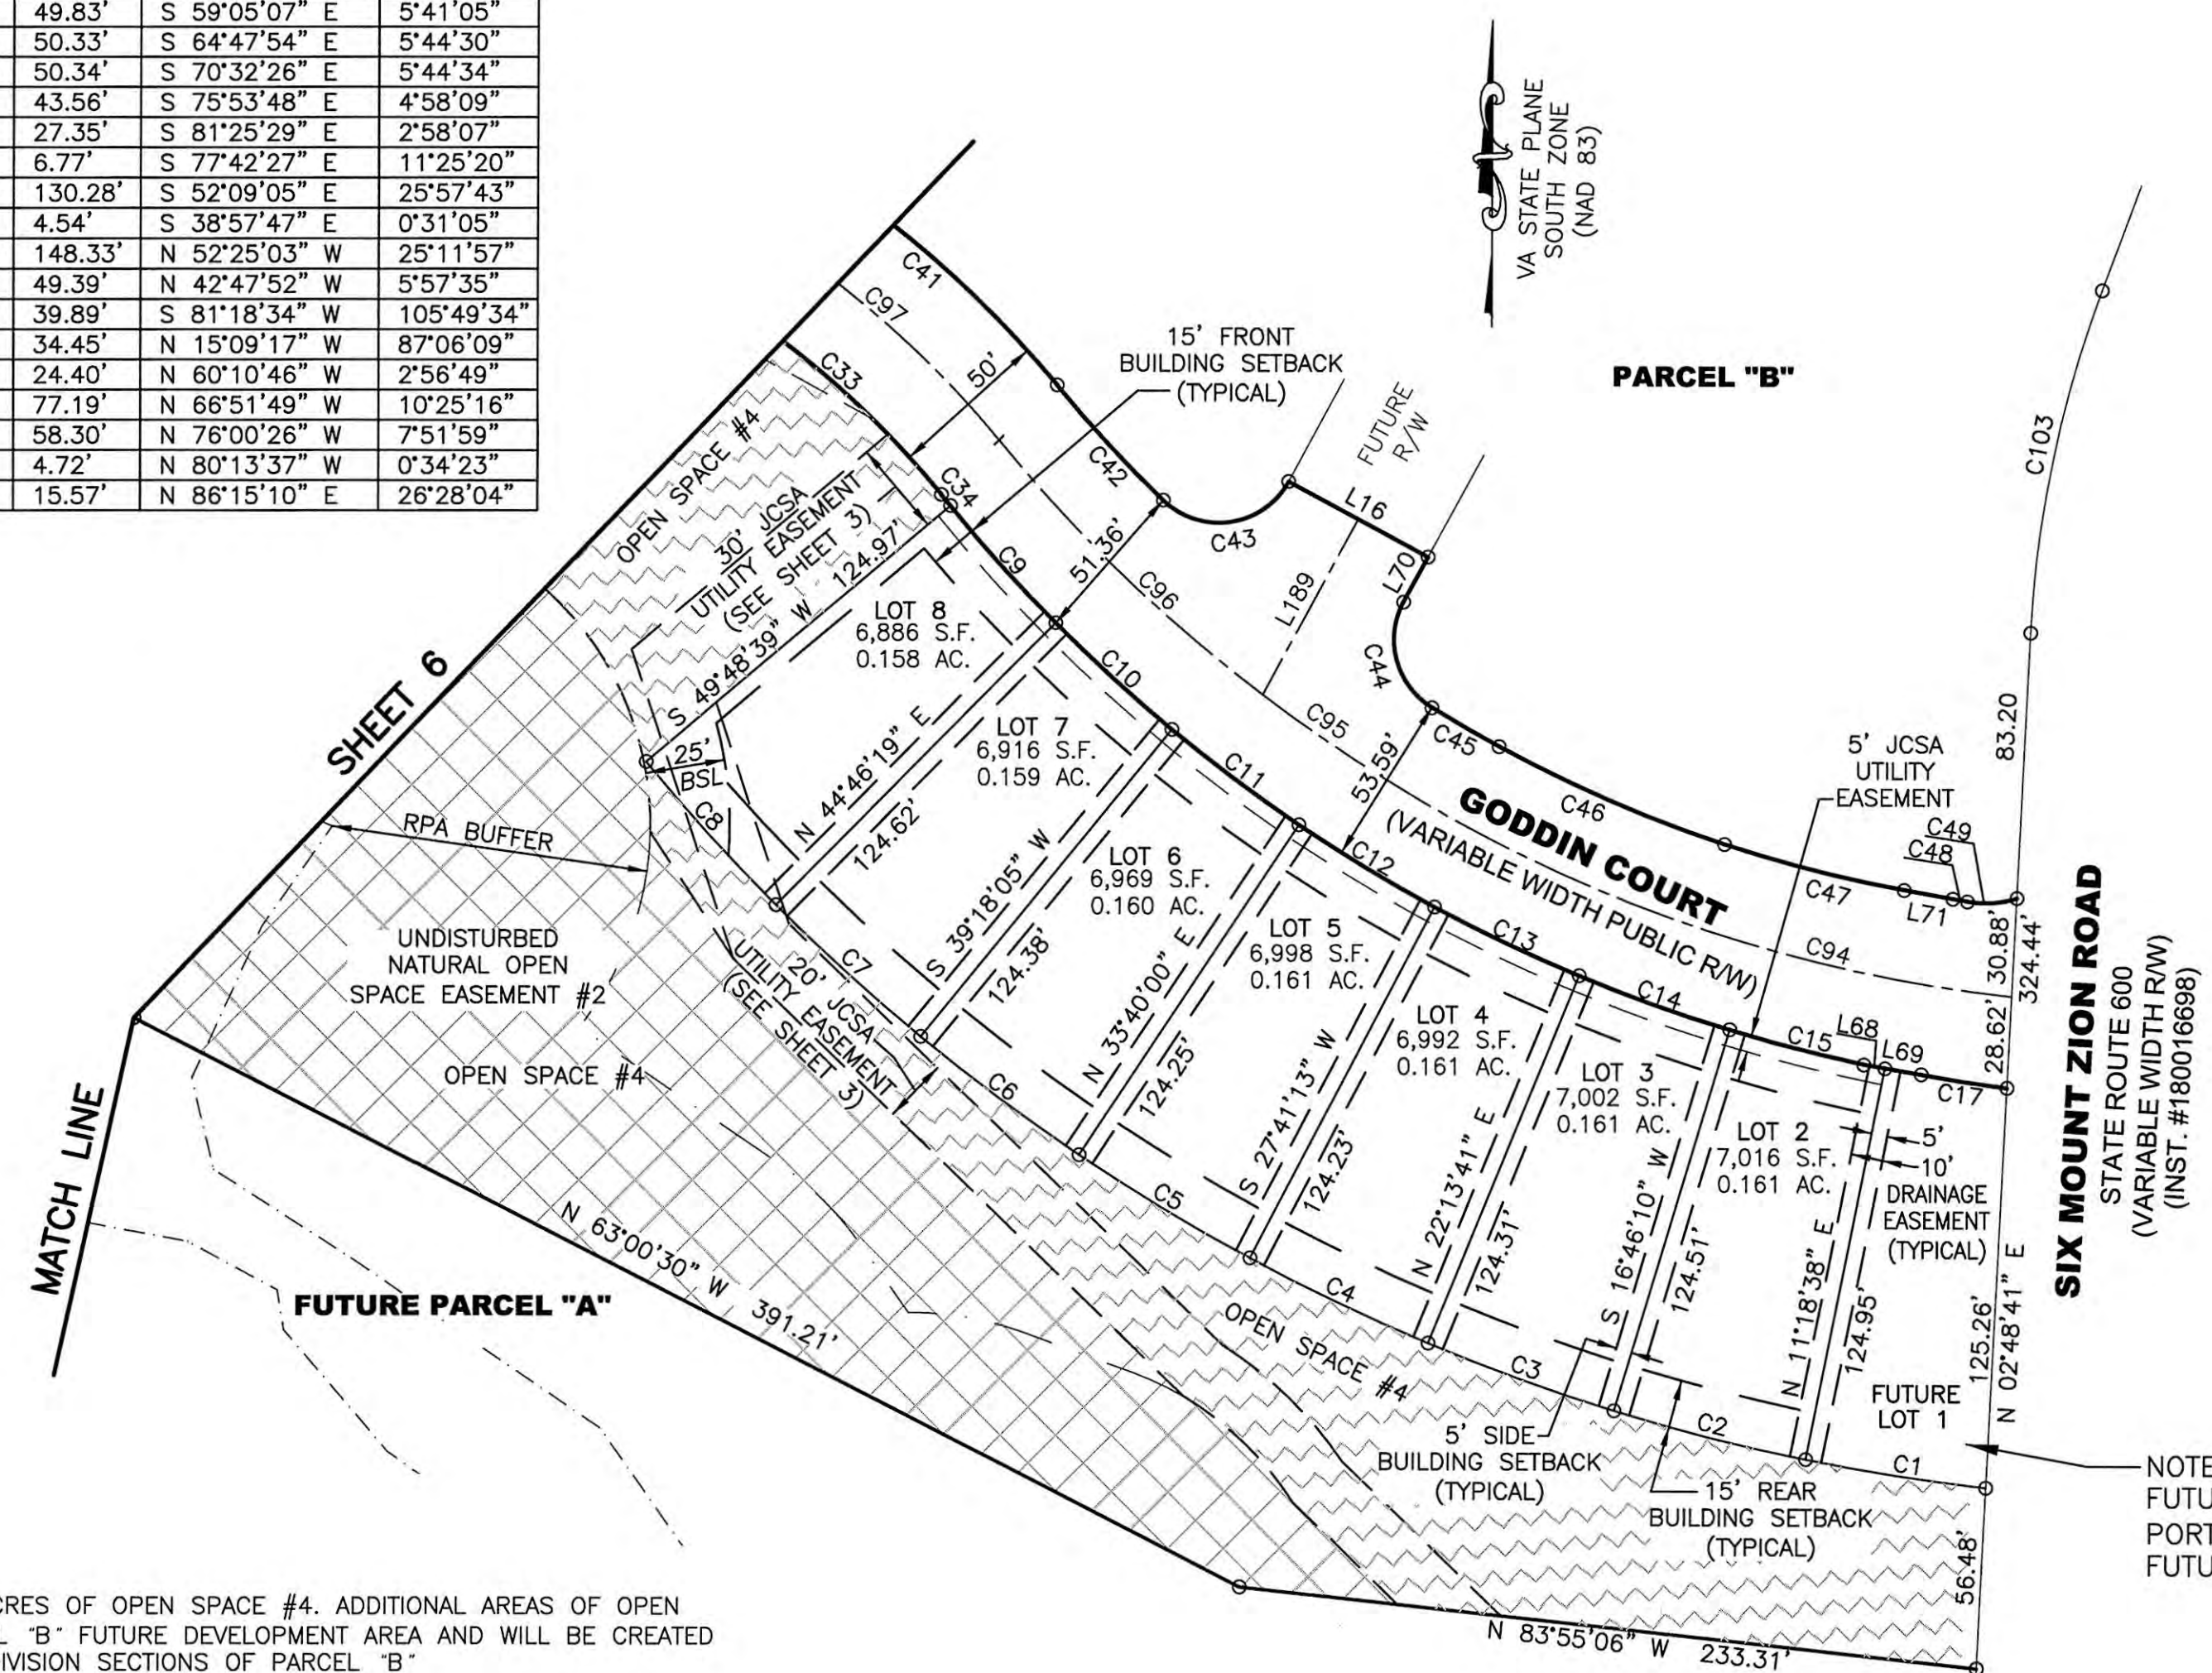 49.83' S 59°05'07" E 5°41'05"
50.33' S 64°47'54" E 5°44'30"
50.34' S 70°32'26" E 5°44'34"
43.56' S 75°53'48" E 4°58'09"
27.35' S 81°25'29" E 2°58'07"
6.77' S 77°42'27" E 11°25'20"
130.28' S 52°09'05" E 25°57'43"
4.54' S 38°57'47" E 0°31'05"
148.33' N 52°25'03" W 25°11'57"
49.39' N 42°47'52" W 5°57'35"
39.89' S 81°18'34" W 105°49'34"
34.45' N 15°09'17" W 87°06'09"
24.40' N 60°10'46" W 2°56'49"
77.19' N 66°51'49" W 10°25'16"
58.30' N 76°00'26" W 7°51'59"
4.72' N 80°13'37" W 0°34'23"
15.57' N 86°15'10" E 26°28'04"
VA STATE PLANE
SOUTH ZONE
(NAD 83)
PARCEL "B"
C41
C97
C33
50'
15' FRONT
BUILDING SETBACK
(TYPICAL)
FUTURE
R/W
C103
C42
C43
L16
L70
L189
C44
C34
C9
51.36'
C96
OPEN SPACE #4
30' JCSA
UTILITY EASEMENT
(SEE SHEET 3)
S 49°48'39" W 124.97'
LOT 8
6,886 S.F.
0.158 AC.
SHEET 6
C10
C95
C45
53.59'
83.20
25'
BSL
C8
N 44°46'19" E
124.62'
LOT 7
6,916 S.F.
0.159 AC.
C11
C46
5' JCSA
UTILITY
EASEMENT
C49
C48
GODDIN COURT
(VARIABLE WIDTH PUBLIC R/W)
RPA BUFFER
C12
C47
L71
S 39°18'05" W
124.38'
LOT 6
6,969 S.F.
0.160 AC.
C13
C94
30.88'
324.44'
SIX MOUNT ZION ROAD
STATE ROUTE 600
(VARIABLE WIDTH R/W)
(INST. #180016698)
UNDISTURBED
NATURAL OPEN
SPACE EASEMENT #2
C7
20' JCSA
UTILITY EASEMENT
(SEE SHEET 3)
N 33°40'00" E
124.25'
LOT 5
6,998 S.F.
0.161 AC.
C14
C15
L68
L69
C17
28.62'
OPEN SPACE #4
C6
S 27°41'13" W
124.23'
LOT 4
6,992 S.F.
0.161 AC.
LOT 3
7,002 S.F.
0.161 AC.
LOT 2
7,016 S.F.
0.161 AC.
5'
10'
DRAINAGE
EASEMENT
(TYPICAL)
MATCH LINE
C5
N 22°13'41" E
124.31'
S 16°46'10" W
124.51'
N 11°18'38" E
124.95'
125.26'
N 02°48'41" E
N 63°00'30" W 391.21'
FUTURE PARCEL "A"
C4
OPEN SPACE #4
C3
C2
C1
FUTURE
LOT 1
5' SIDE
BUILDING SETBACK
(TYPICAL)
15' REAR
BUILDING SETBACK
(TYPICAL)
NOTE
FUTU
PORT
FUTU
56.48'
N 83°55'06" W 233.31'
CRES OF OPEN SPACE #4. ADDITIONAL AREAS OF OPEN
L "B" FUTURE DEVELOPMENT AREA AND WILL BE CREATED
DIVISION SECTIONS OF PARCEL "B"